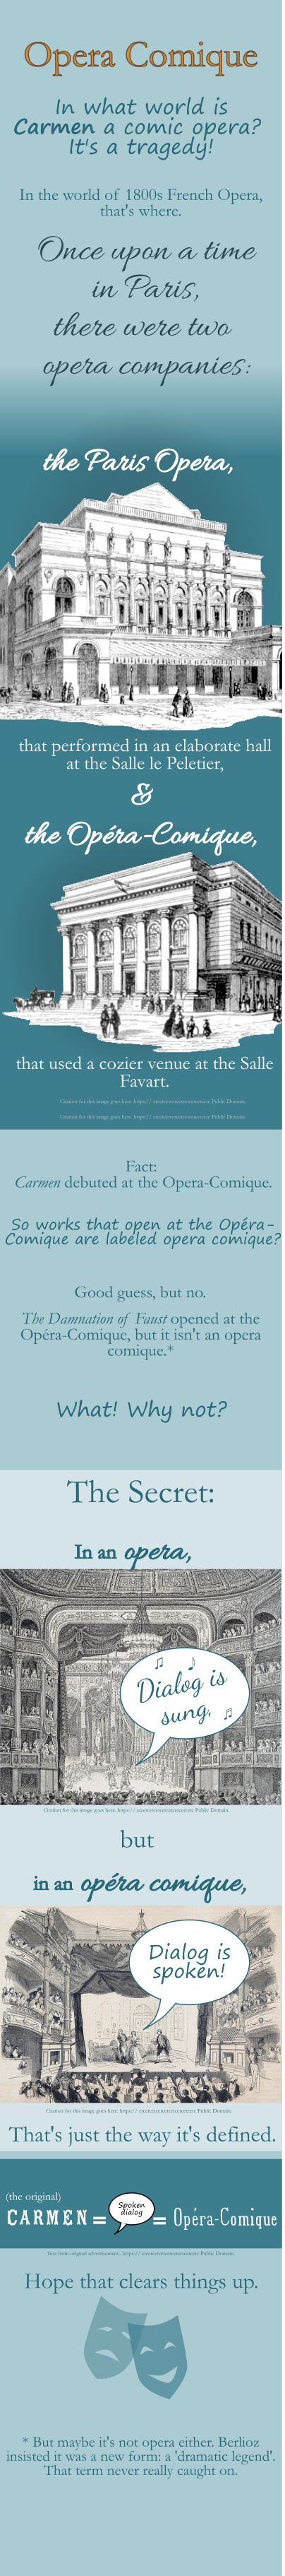 Opera Comique
In what world is
Carmen a comic opera?
It's a tragedy!
In the world of 1800s French Opera,
that's where.
Once upon a time
in Paris,
there were two
opera companies:
the Paris Opera,
that performed in an elaborate hall
at the Salle le Peletier,
&
the Opéra-Comique,
that used a cozier venue at the Salle
Favart.
Citation for this image goes here. https:// Public Domain.
Citation for this image goes here. https:// Public Domain.
Fact:
Carmen debuted at the Opera-Comique.
So works that open at the Opéra-
Comique are labeled opera comique?
Good guess, but no.
The Damnation of Faust opened at the
Opéra-Comique, but it isn't an opera
comique.*
What! Why not?
The Secret:
In an opera,
Dialog is
sung,
Citation for this image goes here. https:// Public Domain.
but
in an opéra comique,
Dialog is
spoken!
Citation for this image goes here. https:// Public Domain.
That's just the way it's defined.
(the original)
CARMEN = Spoken
dialog = Opéra-Comique
Text from original advertisement. https:// Public Domain.
Hope that clears things up.
* But maybe it's not opera either. Berlioz
insisted it was a new form: a 'dramatic legend'.
That term never really caught on.